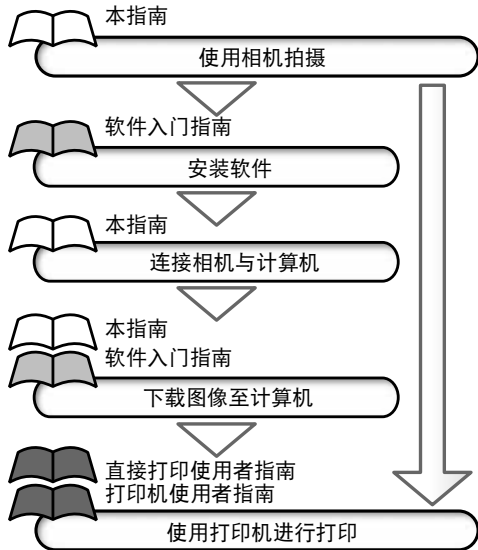 本指南
使用相机拍摄
软件入门指南
安装软件
本指南
连接相机与计算机
本指南
软件入门指南
下载图像至计算机
直接打印使用者指南
打印机使用者指南
使用打印机进行打印